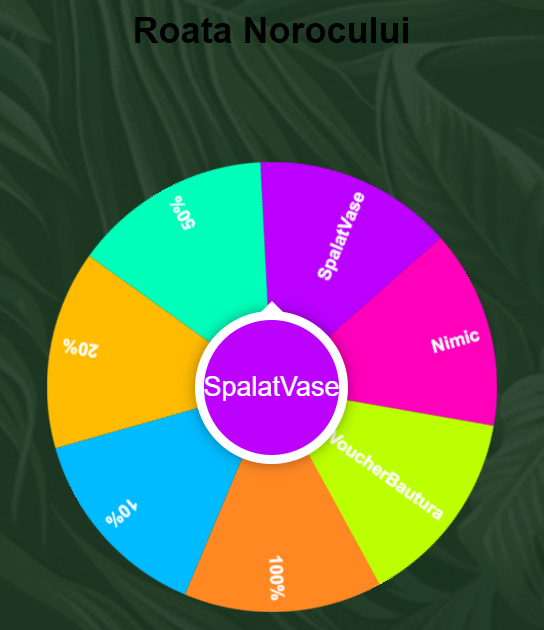 Roata Norocului
SpalatVase
Nimic
VoucherBautura
100%
10%
20%
50%
SpalatVase